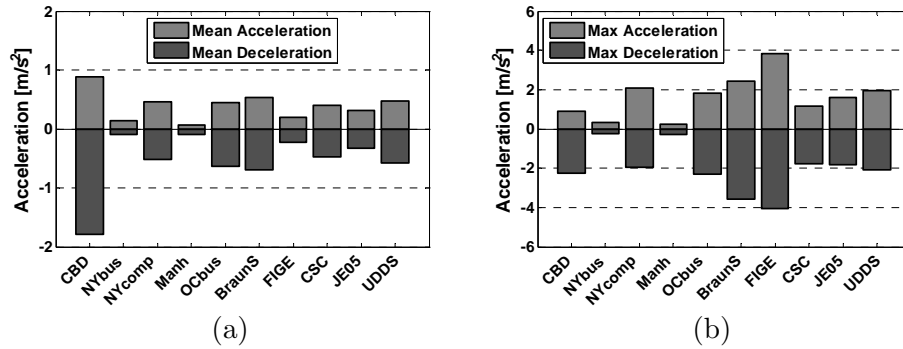 Acceleration [m/s²]
2
1
0
-1
-2
Mean Acceleration
Mean Deceleration
CBD
NYbus
NYcomp
Manh
OCbus
BraunS
FIGE
CSC
JE05
UDDS
(a)
Acceleration [m/s²]
6
4
2
0
-2
-4
-6
Max Acceleration
Max Deceleration
CBD
NYbus
NYcomp
Manh
OCbus
BraunS
FIGE
CSC
JE05
UDDS
(b)